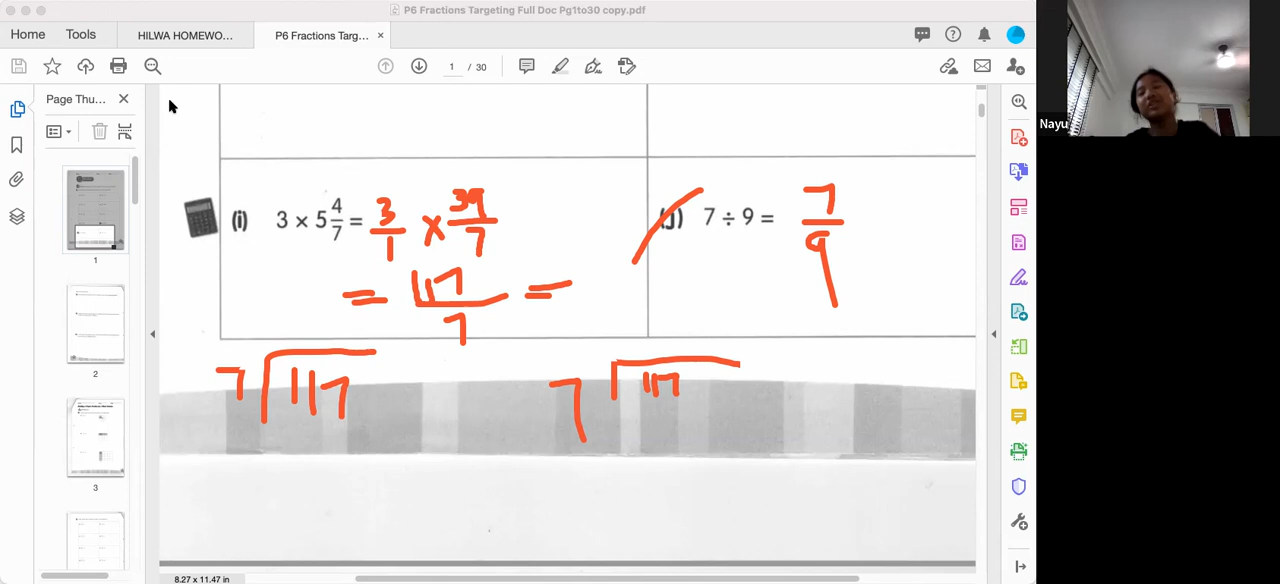 P6 Fractions Targeting Full Doc Pg1to30 copy.pdf
Home Tools HILWA HOMEWO... P6 Fractions Targ... ×
1 / 30
Page Thu...
Nayu
(i) 3 × 5 4/7 = 3/1 × 39/7
= 117/7 =
(j) 7 ÷ 9 = 7/9
7 117
7 117
1
2
3
8.27 x 11.47 in